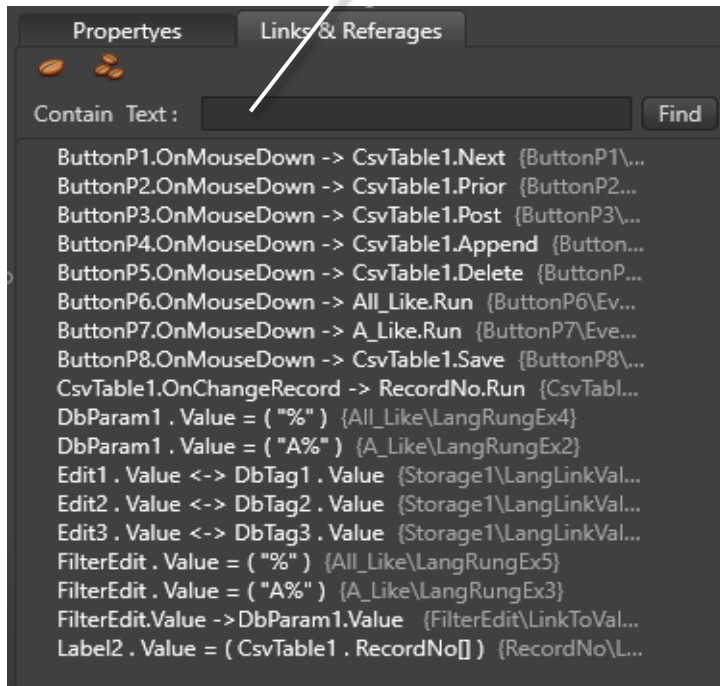 Propertyes Links & Referages
Contain Text : Find
ButtonP1.OnMouseDown -> CsvTable1.Next {ButtonP1\...
ButtonP2.OnMouseDown -> CsvTable1.Prior {ButtonP2...
ButtonP3.OnMouseDown -> CsvTable1.Post {ButtonP3\...
ButtonP4.OnMouseDown -> CsvTable1.Append {Button...
ButtonP5.OnMouseDown -> CsvTable1.Delete {ButtonP...
ButtonP6.OnMouseDown -> All_Like.Run {ButtonP6\Ev...
ButtonP7.OnMouseDown -> A_Like.Run {ButtonP7\Eve...
ButtonP8.OnMouseDown -> CsvTable1.Save {ButtonP8\...
CsvTable1.OnChangeRecord -> RecordNo.Run {CsvTabl...
DbParam1 . Value = ( "%" ) {All_Like\LangRungEx4}
DbParam1 . Value = ( "A%" ) {A_Like\LangRungEx2}
Edit1 . Value <-> DbTag1 . Value {Storage1\LangLinkVal...
Edit2 . Value <-> DbTag2 . Value {Storage1\LangLinkVal...
Edit3 . Value <-> DbTag3 . Value {Storage1\LangLinkVal...
FilterEdit . Value = ( "%" ) {All_Like\LangRungEx5}
FilterEdit . Value = ( "A%" ) {A_Like\LangRungEx3}
FilterEdit.Value ->DbParam1.Value {FilterEdit\LinkToVal...
Label2 . Value = ( CsvTable1 . RecordNo[] ) {RecordNo\L...